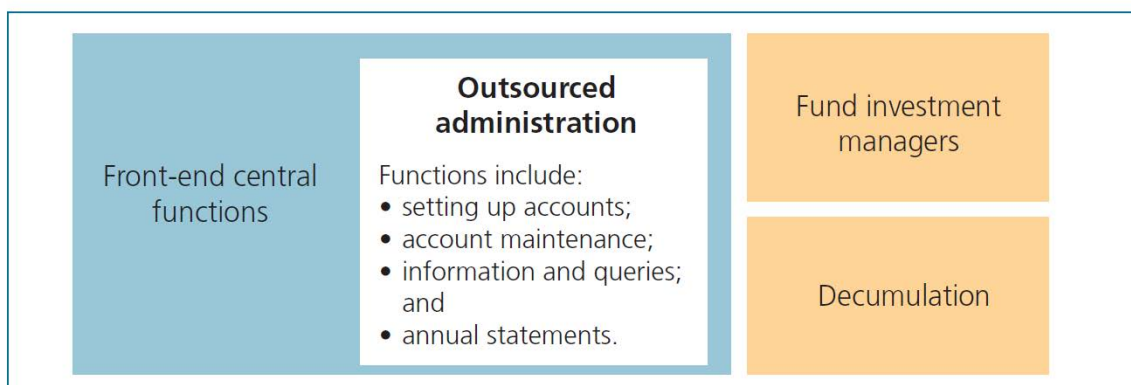 Front-end central
functions
Outsourced
administration
Functions include:
• setting up accounts;
• account maintenance;
• information and queries;
and
• annual statements.
Fund investment
managers
Decumulation